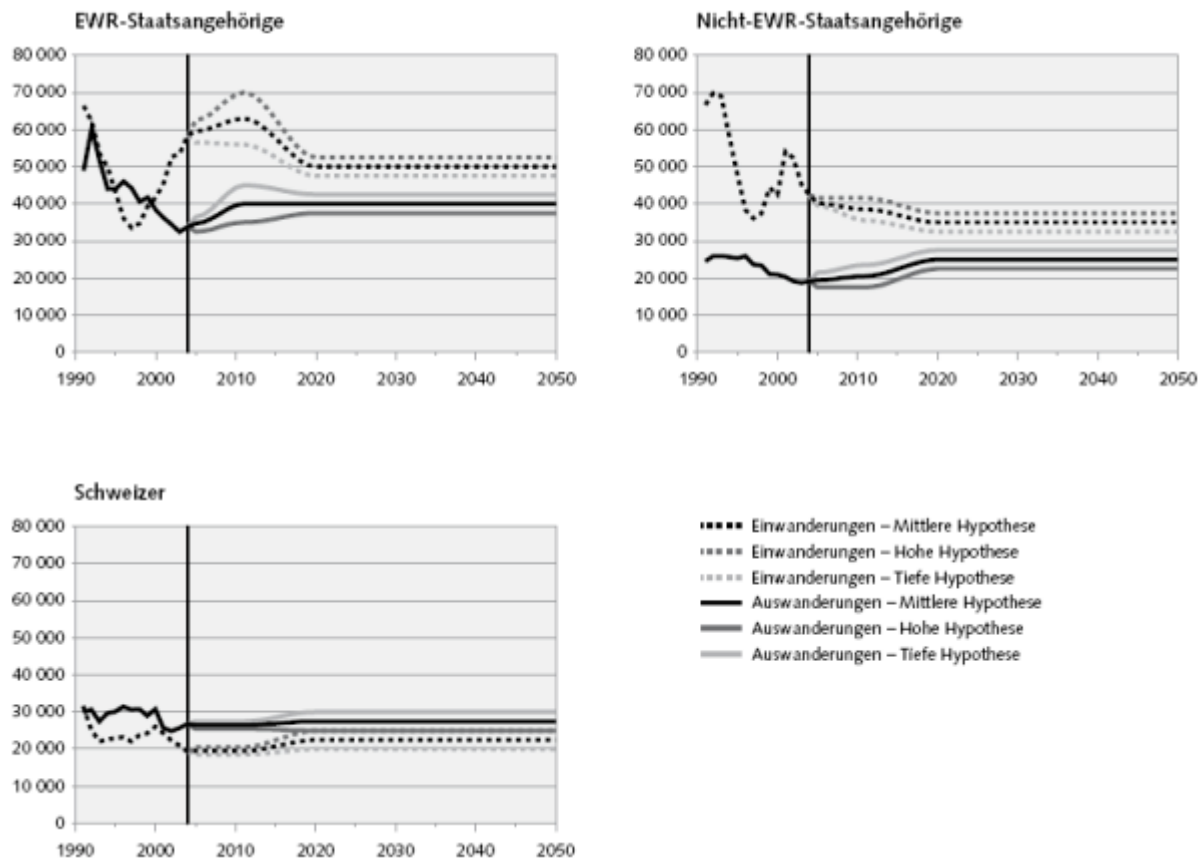 EWR-Staatsangehörige
80 000
70 000
60 000
50 000
40 000
30 000
20 000
10 000
0
1990 2000 2010 2020 2030 2040 2050
Nicht-EWR-Staatsangehörige
80 000
70 000
60 000
50 000
40 000
30 000
20 000
10 000
0
1990 2000 2010 2020 2030 2040 2050
Schweizer
80 000
70 000
60 000
50 000
40 000
30 000
20 000
10 000
0
1990 2000 2010 2020 2030 2040 2050
Einwanderungen – Mittlere Hypothese
Einwanderungen – Hohe Hypothese
Einwanderungen – Tiefe Hypothese
Auswanderungen – Mittlere Hypothese
Auswanderungen – Hohe Hypothese
Auswanderungen – Tiefe Hypothese